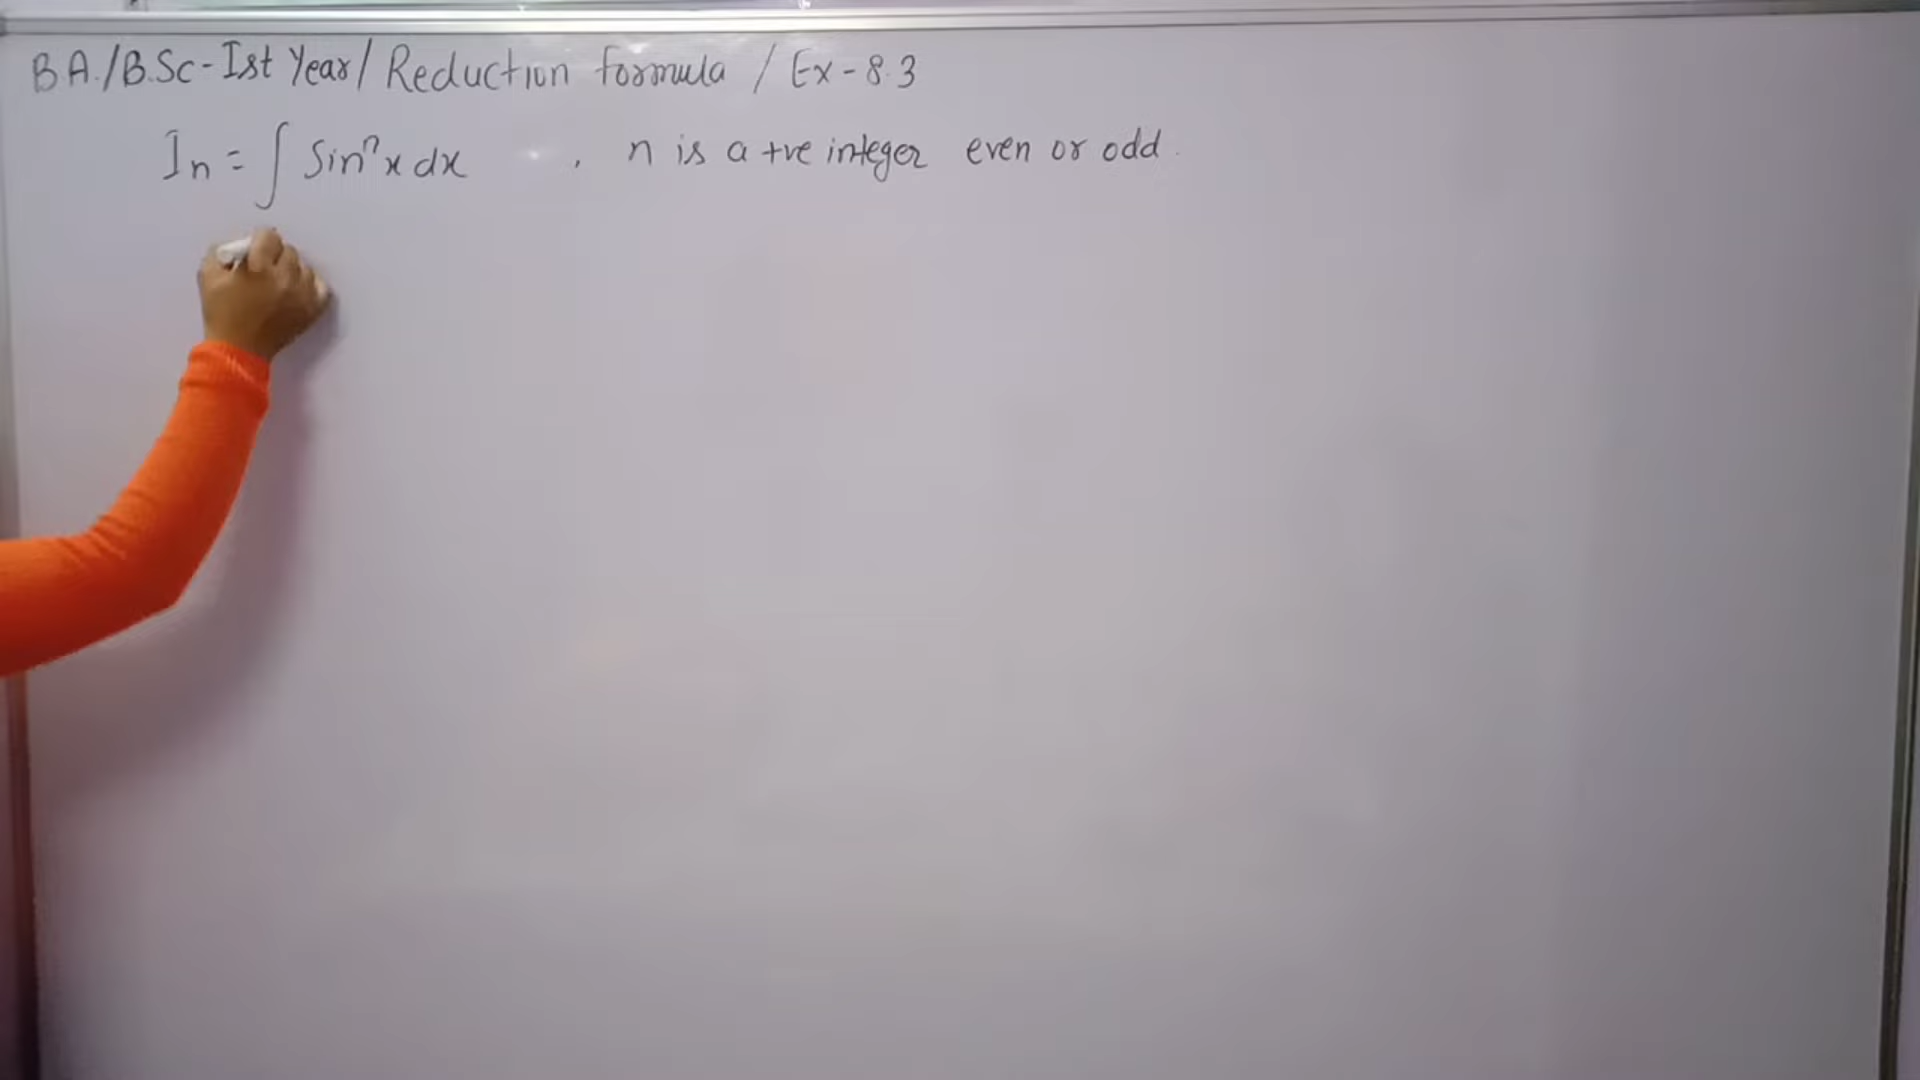 B.A./B.Sc-Ist Year/Reduction formula / Ex-8.3
Iₙ = ∫ Sinⁿx dx , n is a +ve integer even or odd.